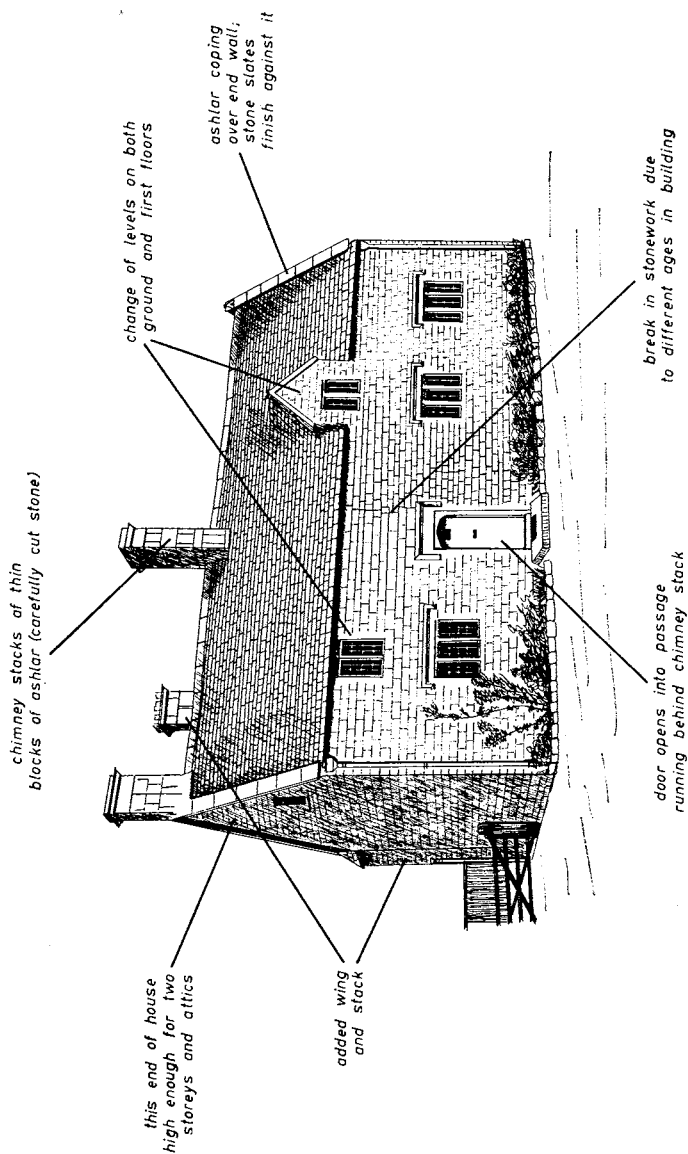 chimney stacks of thin
blocks of ashlar (carefully cut stone)
this end of house
high enough for two
storeys and attics
change of levels on both
ground and first floors
ashlar coping
over end wall;
stone slates
finish against it
added wing
and stack
door opens into passage
running behind chimney stack
break in stonework due
to different ages in building